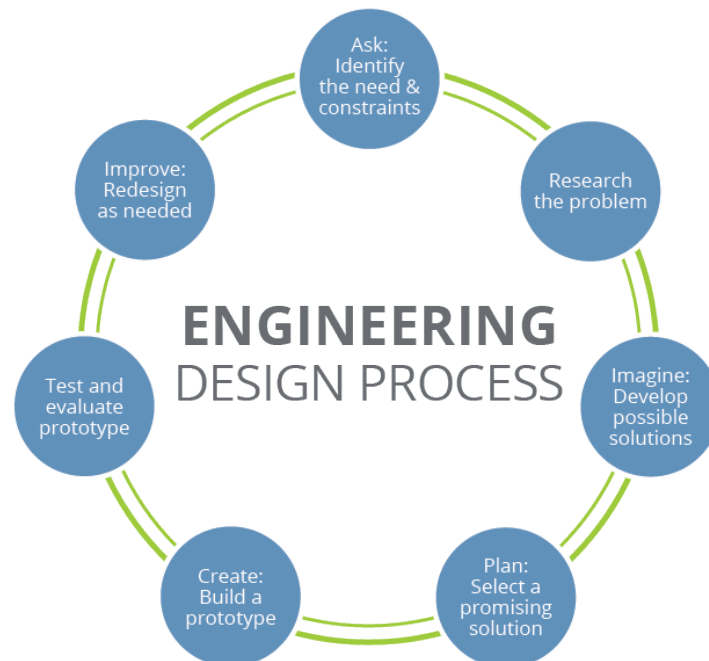 Ask:
Identify
the need &
constraints
Research
the problem
Imagine:
Develop
possible
solutions
Plan:
Select a
promising
solution
Create:
Build a
prototype
Test and
evaluate
prototype
Improve:
Redesign
as needed
ENGINEERING
DESIGN PROCESS